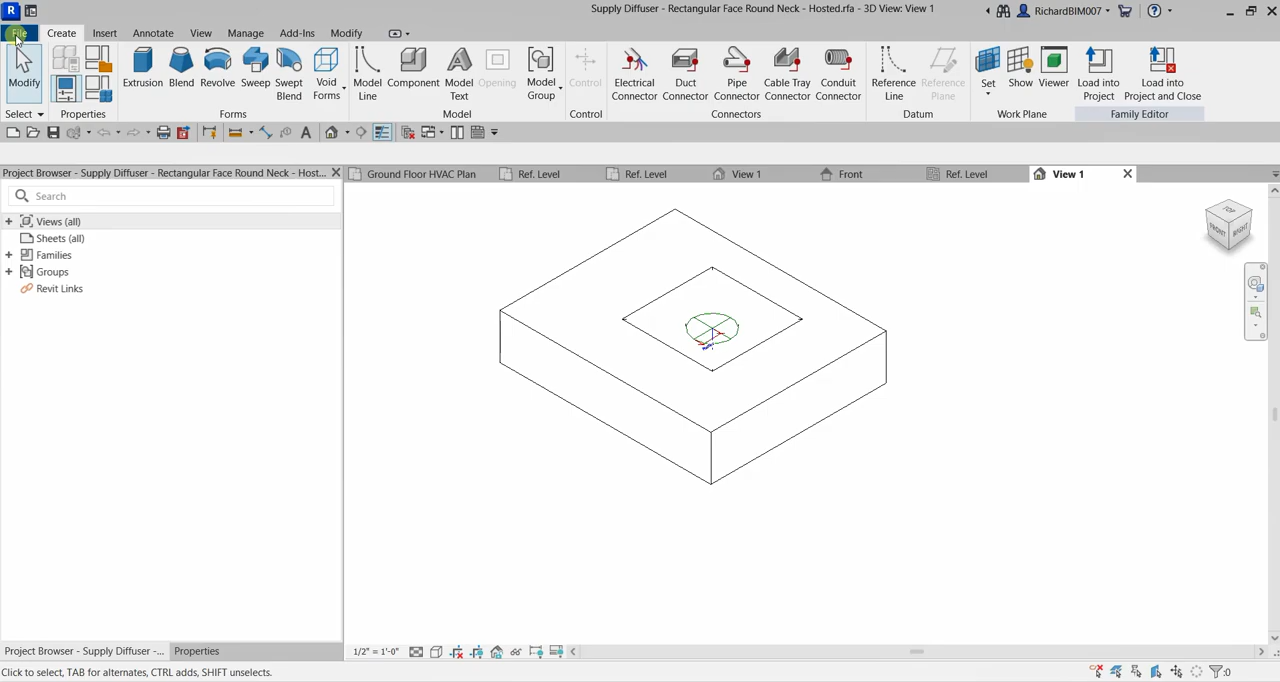 R
Supply Diffuser - Rectangular Face Round Neck - Hosted.rfa - 3D View: View 1
RichardBIM007
File Create Insert Annotate View Manage Add-Ins Modify
Modify
Extrusion Blend Revolve Sweep Swept Blend Void Forms
Model Line Component Model Text Opening Model Group
Control
Electrical Connector Duct Connector Pipe Connector Cable Tray Connector Conduit Connector
Reference Line Reference Plane
Set Show Viewer
Load into Project Load into Project and Close
Select Properties Forms Model Control Connectors Datum Work Plane Family Editor
Project Browser - Supply Diffuser - Rectangular Face Round Neck - Host...
Ground Floor HVAC Plan Ref. Level Ref. Level View 1 Front Ref. Level View 1
Search
Views (all)
Sheets (all)
Families
Groups
Revit Links
TOP
FRONT
RIGHT
Project Browser - Supply Diffuser -... Properties
1/2" = 1'-0"
Click to select, TAB for alternates, CTRL adds, SHIFT unselects.
:0